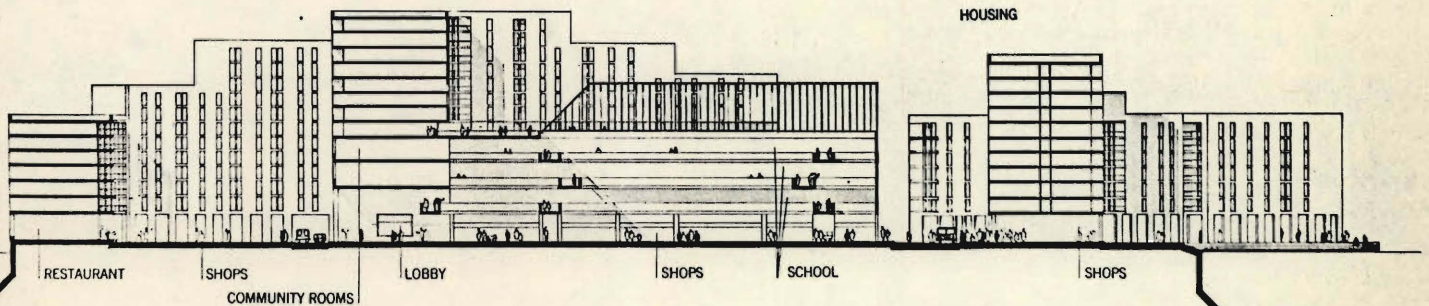 HOUSING
RESTAURANT
SHOPS
LOBBY
SHOPS
SCHOOL
SHOPS
COMMUNITY ROOMS